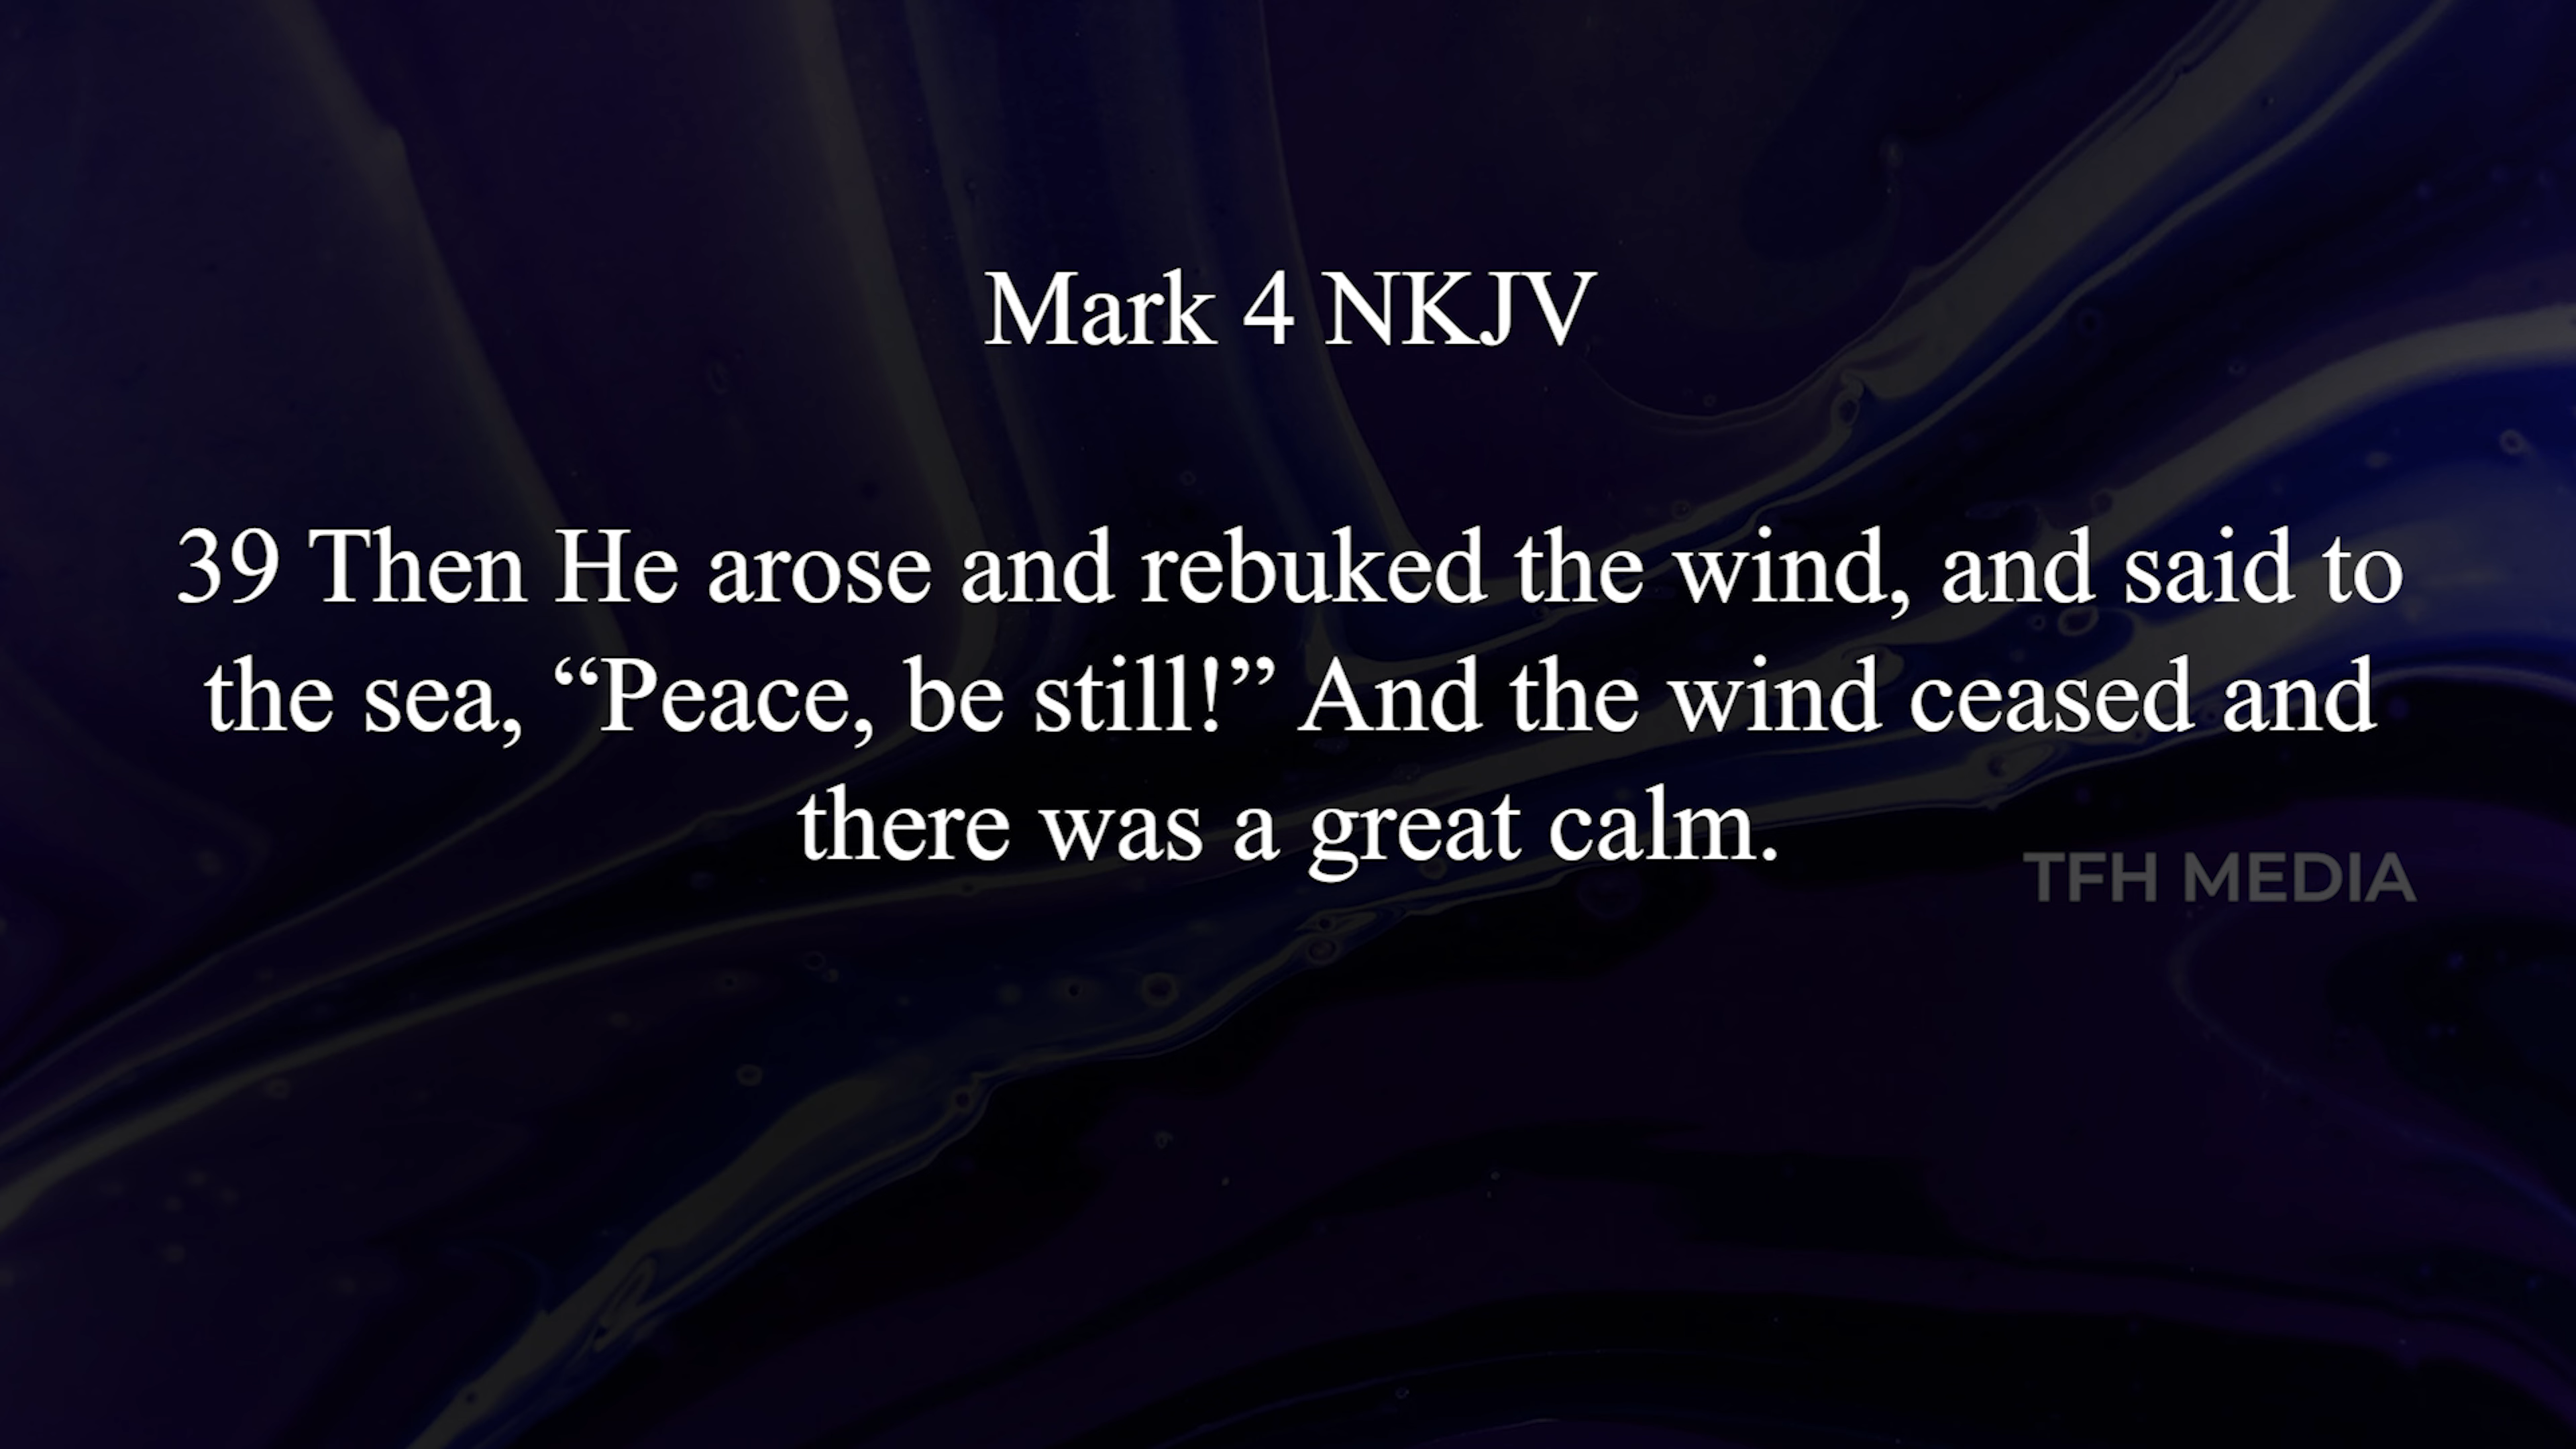 Mark 4 NKJV
39 Then He arose and rebuked the wind, and said to
the sea, “Peace, be still!” And the wind ceased and
there was a great calm.
TFH MEDIA